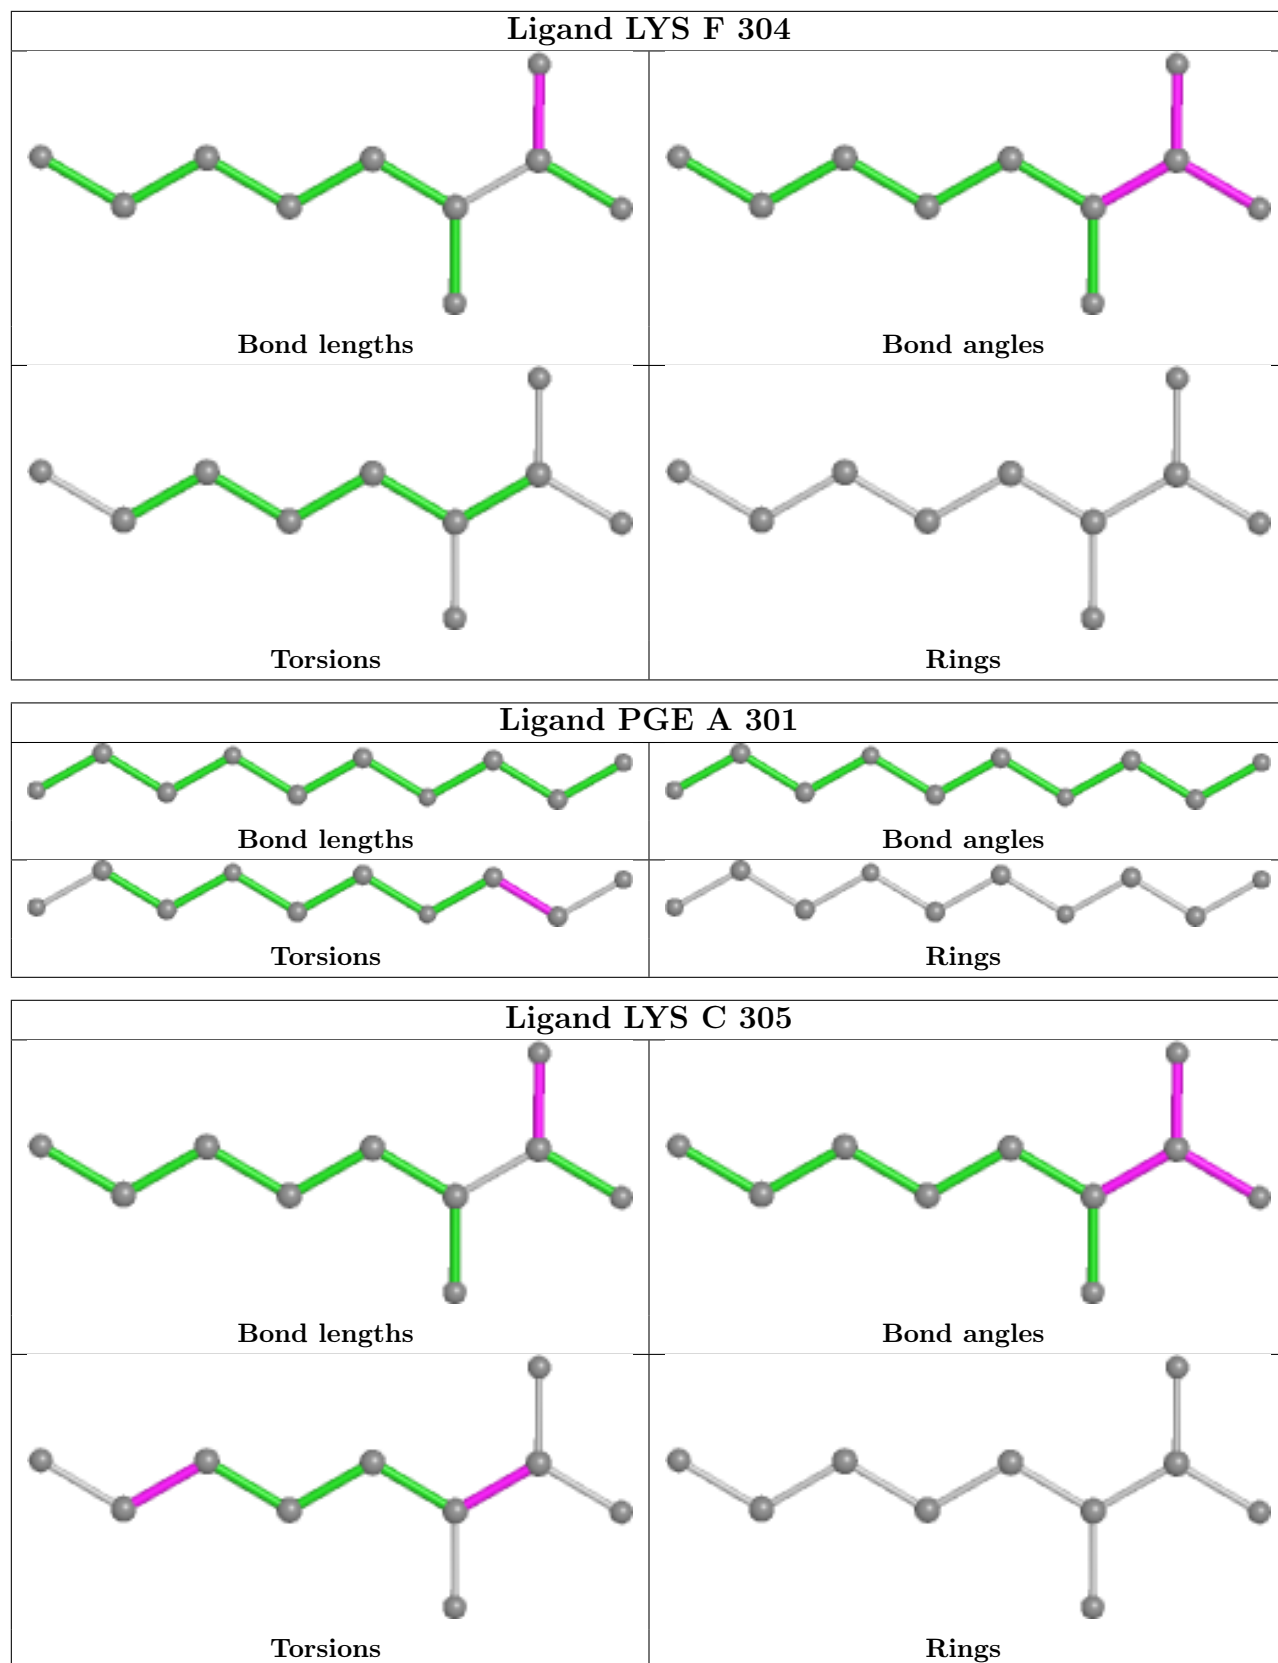 Ligand LYS F 304
Bond lengths
Bond angles
Torsions
Rings
Ligand PGE A 301
Bond lengths
Bond angles
Torsions
Rings
Ligand LYS C 305
Bond lengths
Bond angles
Torsions
Rings